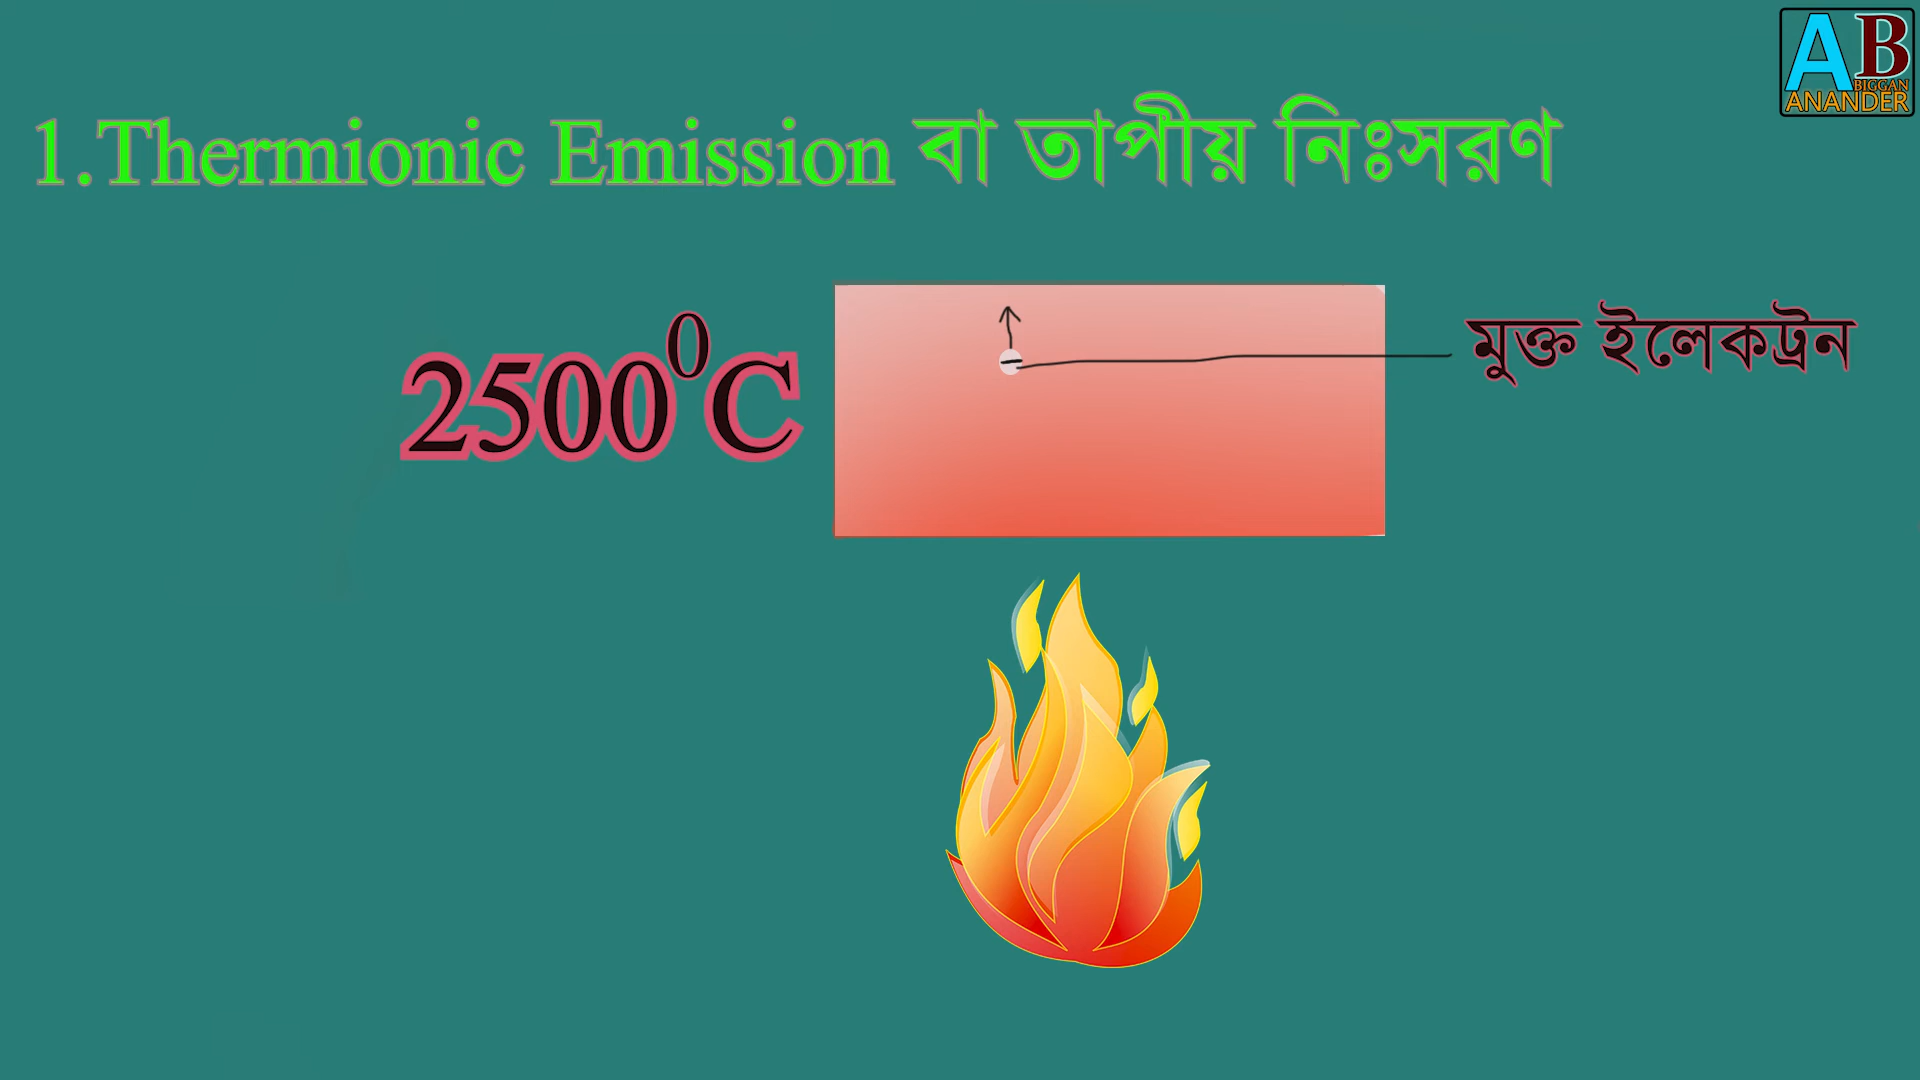 AB
BIGGAN
ANANDER
1.Thermionic Emission বা তাপীয় নিঃসরণ
2500⁰C
মুক্ত ইলেকট্রন